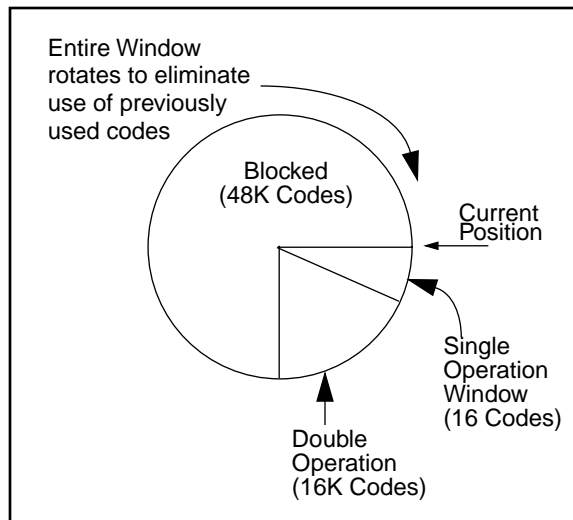 Entire Window
rotates to eliminate
use of previously
used codes
Blocked
(48K Codes)
Current
Position
Single
Operation
Window
(16 Codes)
Double
Operation
(16K Codes)